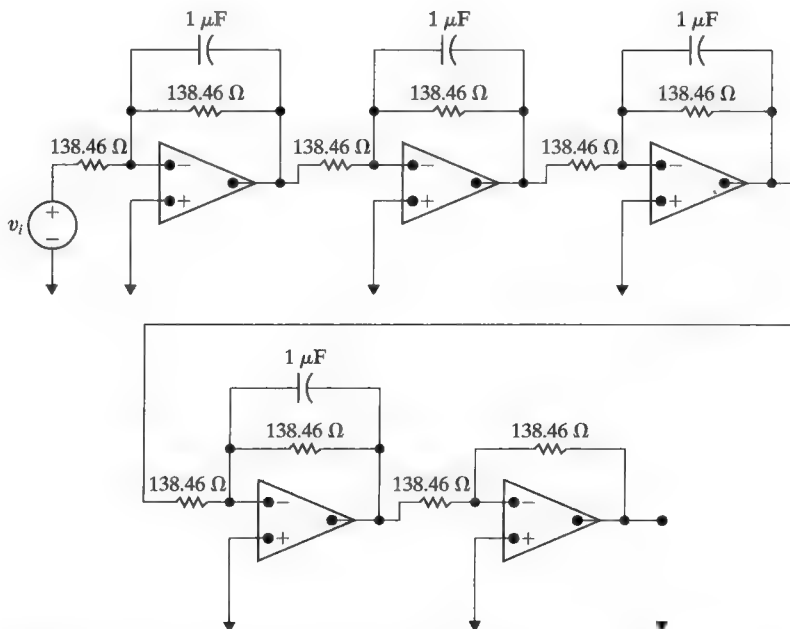 1 μF 1 μF 1 μF
138.46 Ω 138.46 Ω 138.46 Ω
138.46 Ω 138.46 Ω 138.46 Ω
− − −
+ + +
v_i
+
−
1 μF
138.46 Ω 138.46 Ω
138.46 Ω 138.46 Ω
− −
+ +